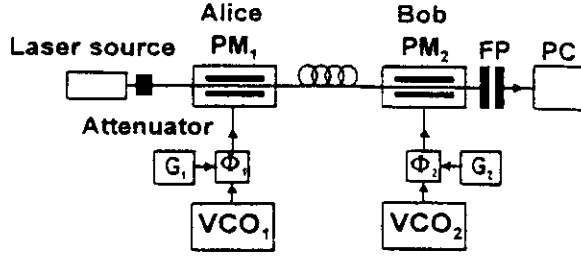 Alice Bob
Laser source PM₁ PM₂ FP PC
Attenuator
G₁ Φ₁ Φ₂ G₂
VCO₁ VCO₂